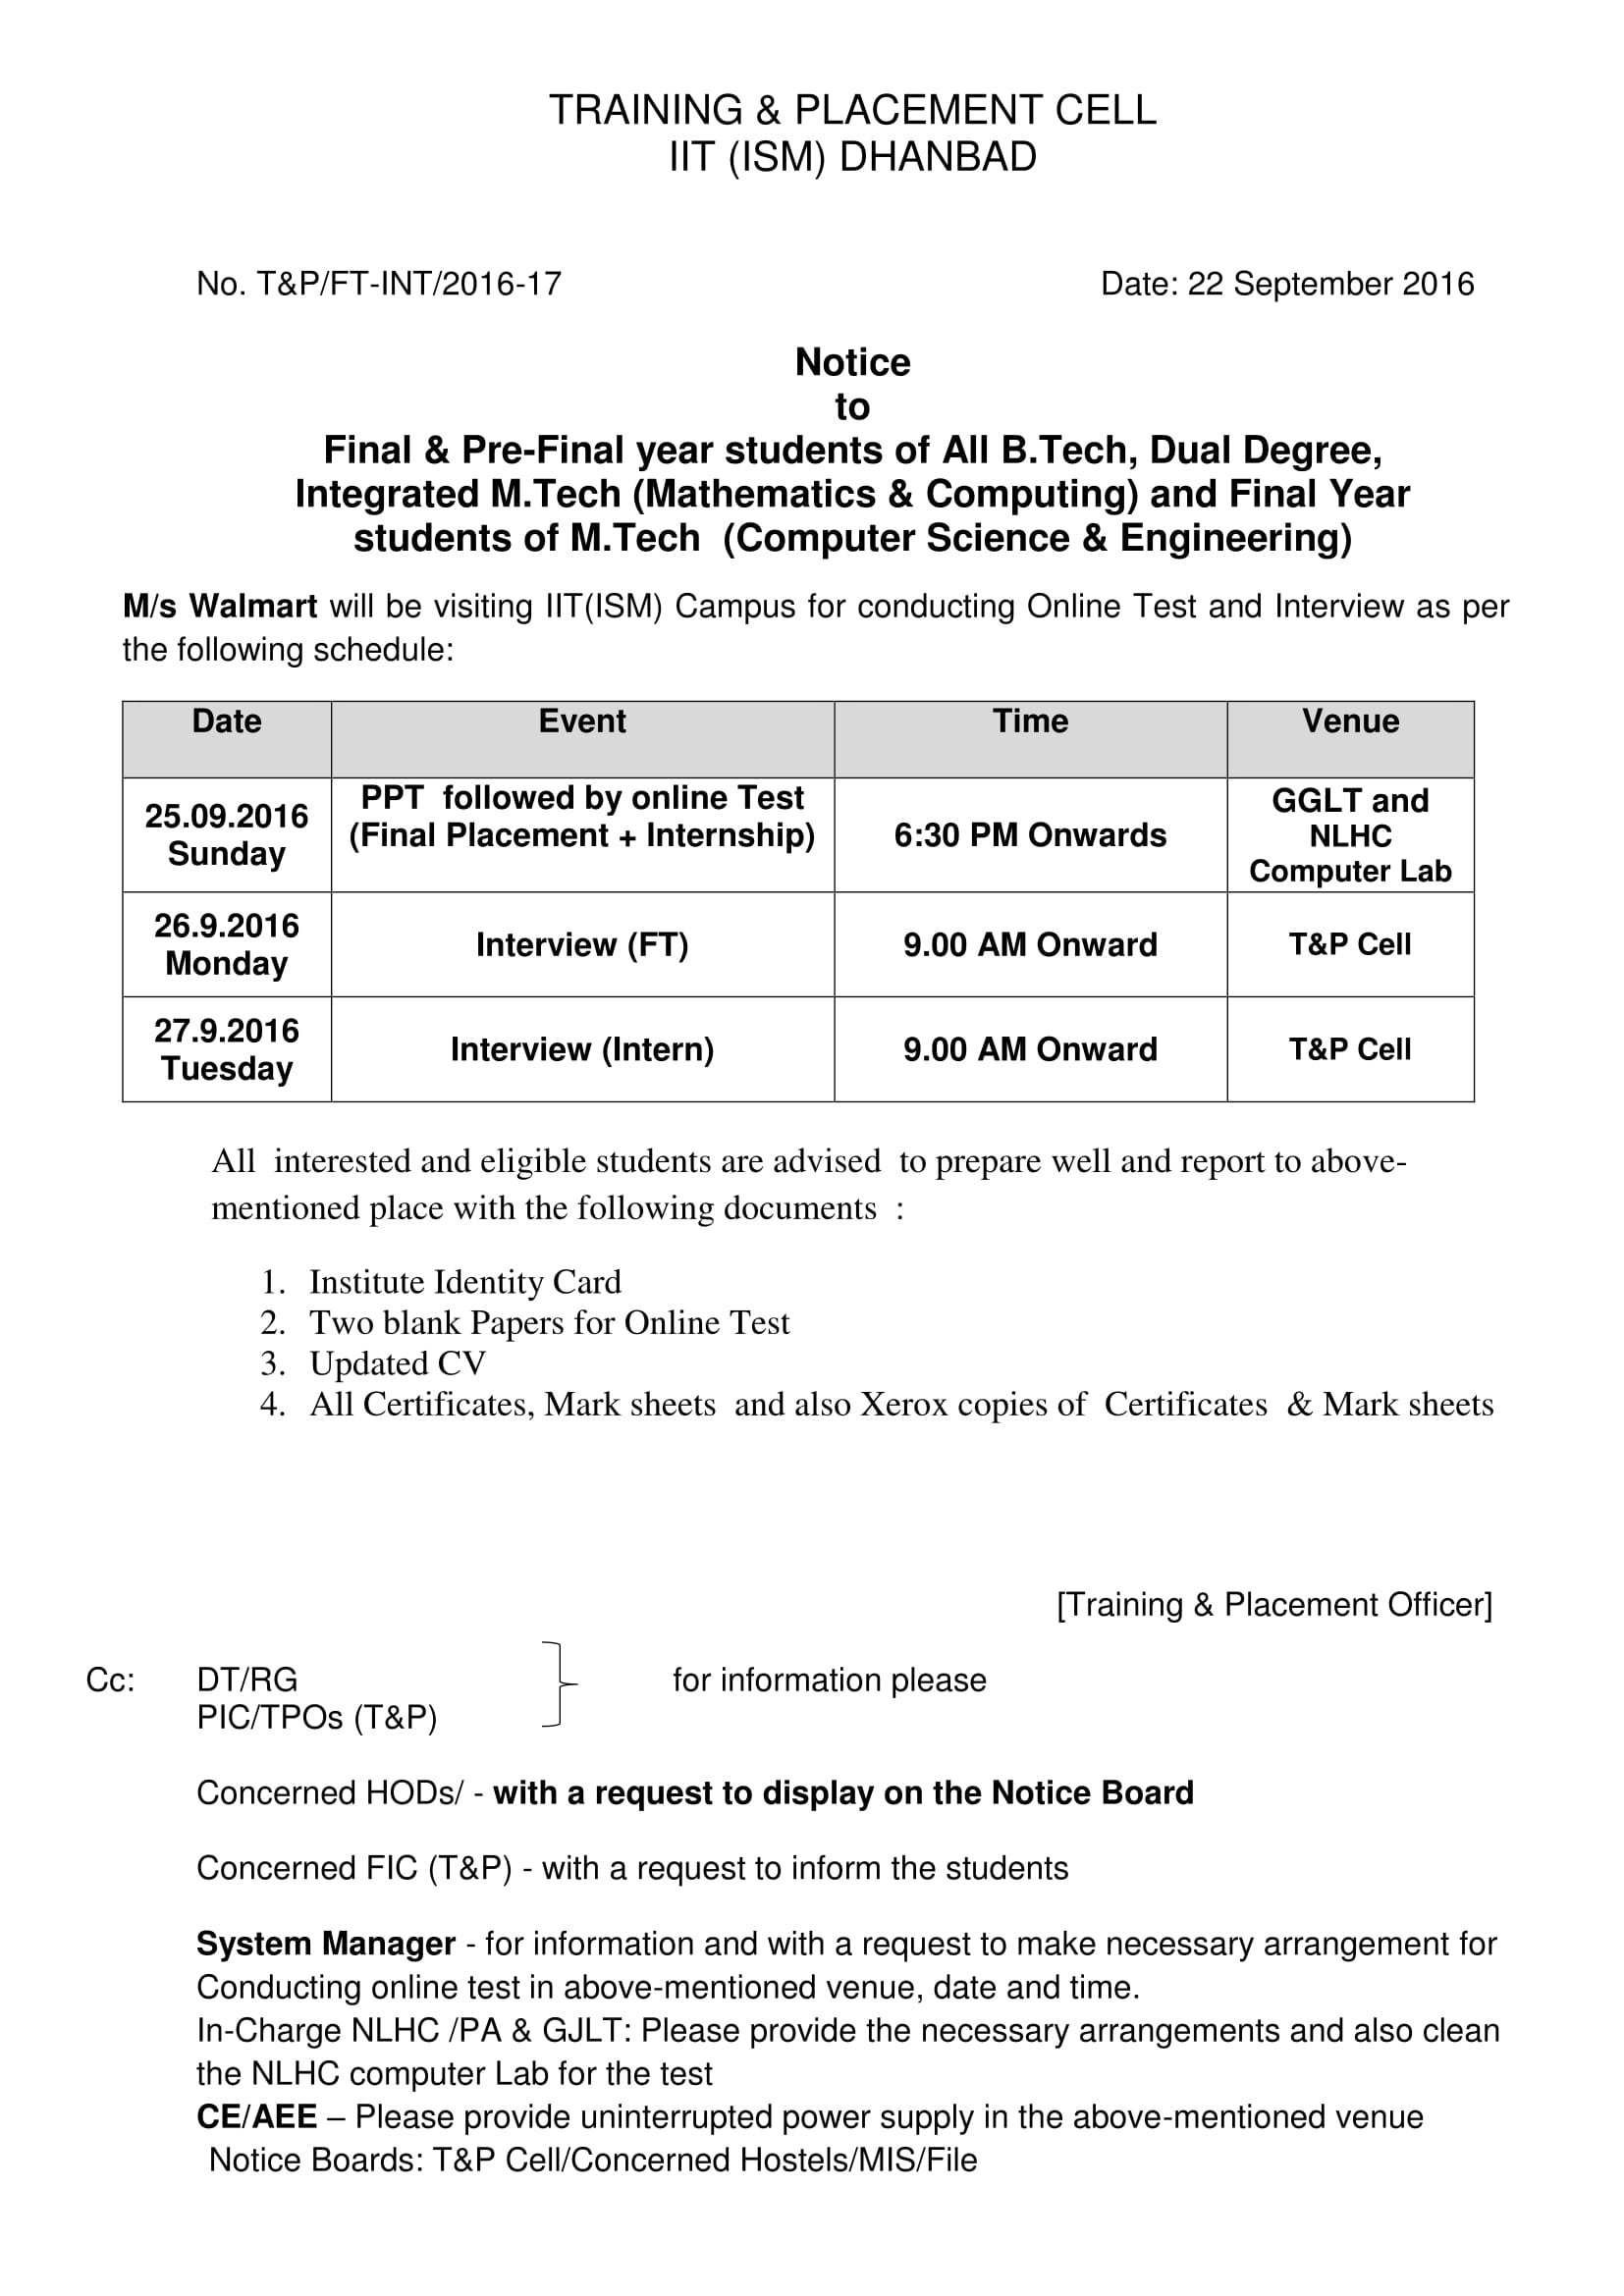 TRAINING & PLACEMENT CELL
IIT (ISM) DHANBAD
No. T&P/FT-INT/2016-17 Date: 22 September 2016
Notice
to
Final & Pre-Final year students of All B.Tech, Dual Degree,
Integrated M.Tech (Mathematics & Computing) and Final Year
students of M.Tech (Computer Science & Engineering)
M/s Walmart will be visiting IIT(ISM) Campus for conducting Online Test and Interview as per
the following schedule:
Date Event Time Venue
25.09.2016
Sunday
PPT followed by online Test
(Final Placement + Internship)
6:30 PM Onwards
GGLT and
NLHC
Computer Lab
26.9.2016
Monday
Interview (FT)
9.00 AM Onward
T&P Cell
27.9.2016
Tuesday
Interview (Intern)
9.00 AM Onward
T&P Cell
All interested and eligible students are advised to prepare well and report to above-
mentioned place with the following documents :
1. Institute Identity Card
2. Two blank Papers for Online Test
3. Updated CV
4. All Certificates, Mark sheets and also Xerox copies of Certificates & Mark sheets
[Training & Placement Officer]
Cc: DT/RG for information please
PIC/TPOs (T&P)
Concerned HODs/ - with a request to display on the Notice Board
Concerned FIC (T&P) - with a request to inform the students
System Manager - for information and with a request to make necessary arrangement for
Conducting online test in above-mentioned venue, date and time.
In-Charge NLHC /PA & GJLT: Please provide the necessary arrangements and also clean
the NLHC computer Lab for the test
CE/AEE – Please provide uninterrupted power supply in the above-mentioned venue
Notice Boards: T&P Cell/Concerned Hostels/MIS/File